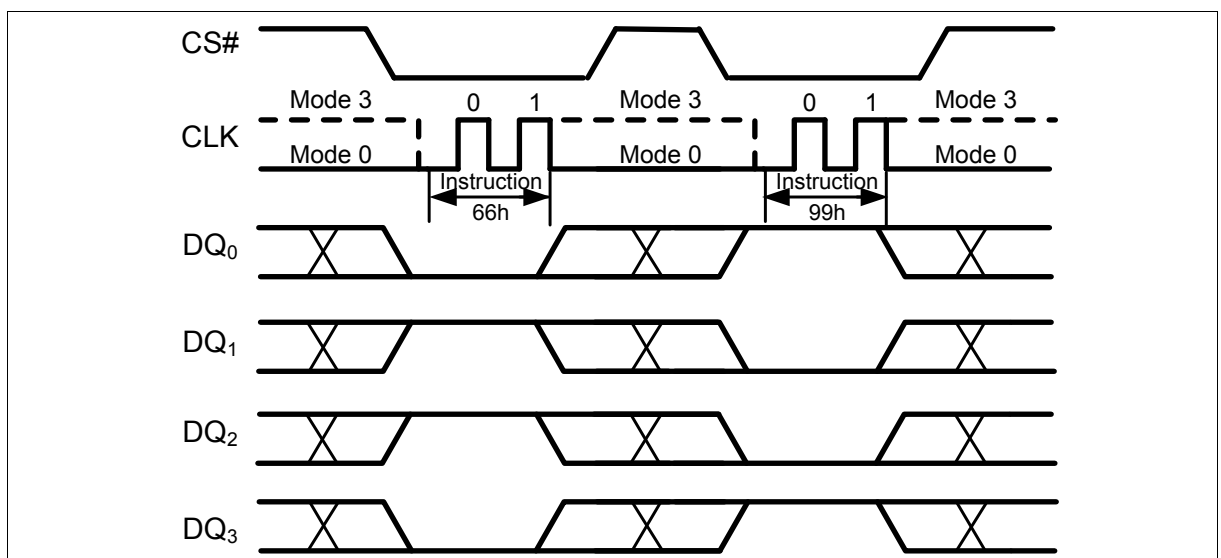 CS#
Mode 3 0 1 Mode 3 0 1 Mode 3
CLK
Mode 0 Mode 0 Mode 0
Instruction Instruction
66h 99h
DQ0
DQ1
DQ2
DQ3